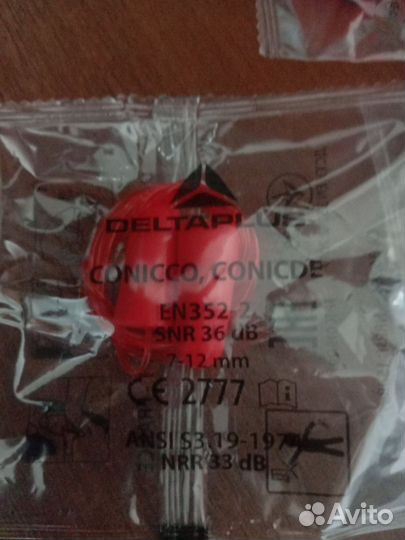 DELTAPLUS
CONICCO, CONICDE
EN352-2
SNR 36 dB
7-12 mm
CE 2777
ANSI S3.19-1974
NRR 33 dB
Avito